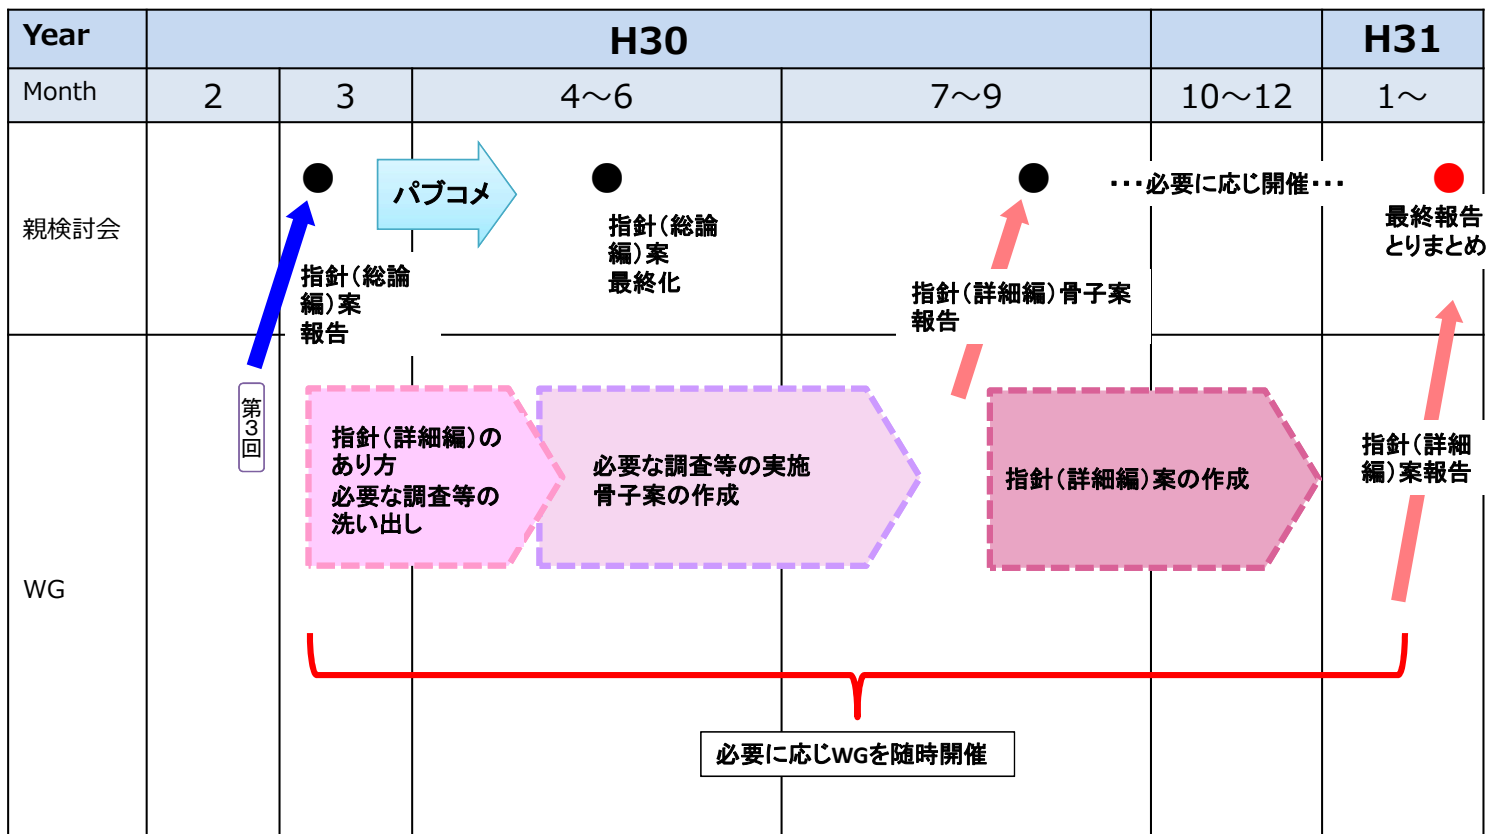 Year
H30
H31
Month
2
3
4～6
7～9
10～12
1～
親検討会
パブコメ
指針（総論
編）案
報告
指針（総論
編）案
最終化
指針（詳細編）骨子案
報告
･･･必要に応じ開催･･･
最終報告
とりまとめ
WG
第3回
指針（詳細編）の
あり方
必要な調査等の
洗い出し
必要な調査等の実施
骨子案の作成
指針（詳細編）案の作成
指針（詳細
編）案報告
必要に応じWGを随時開催